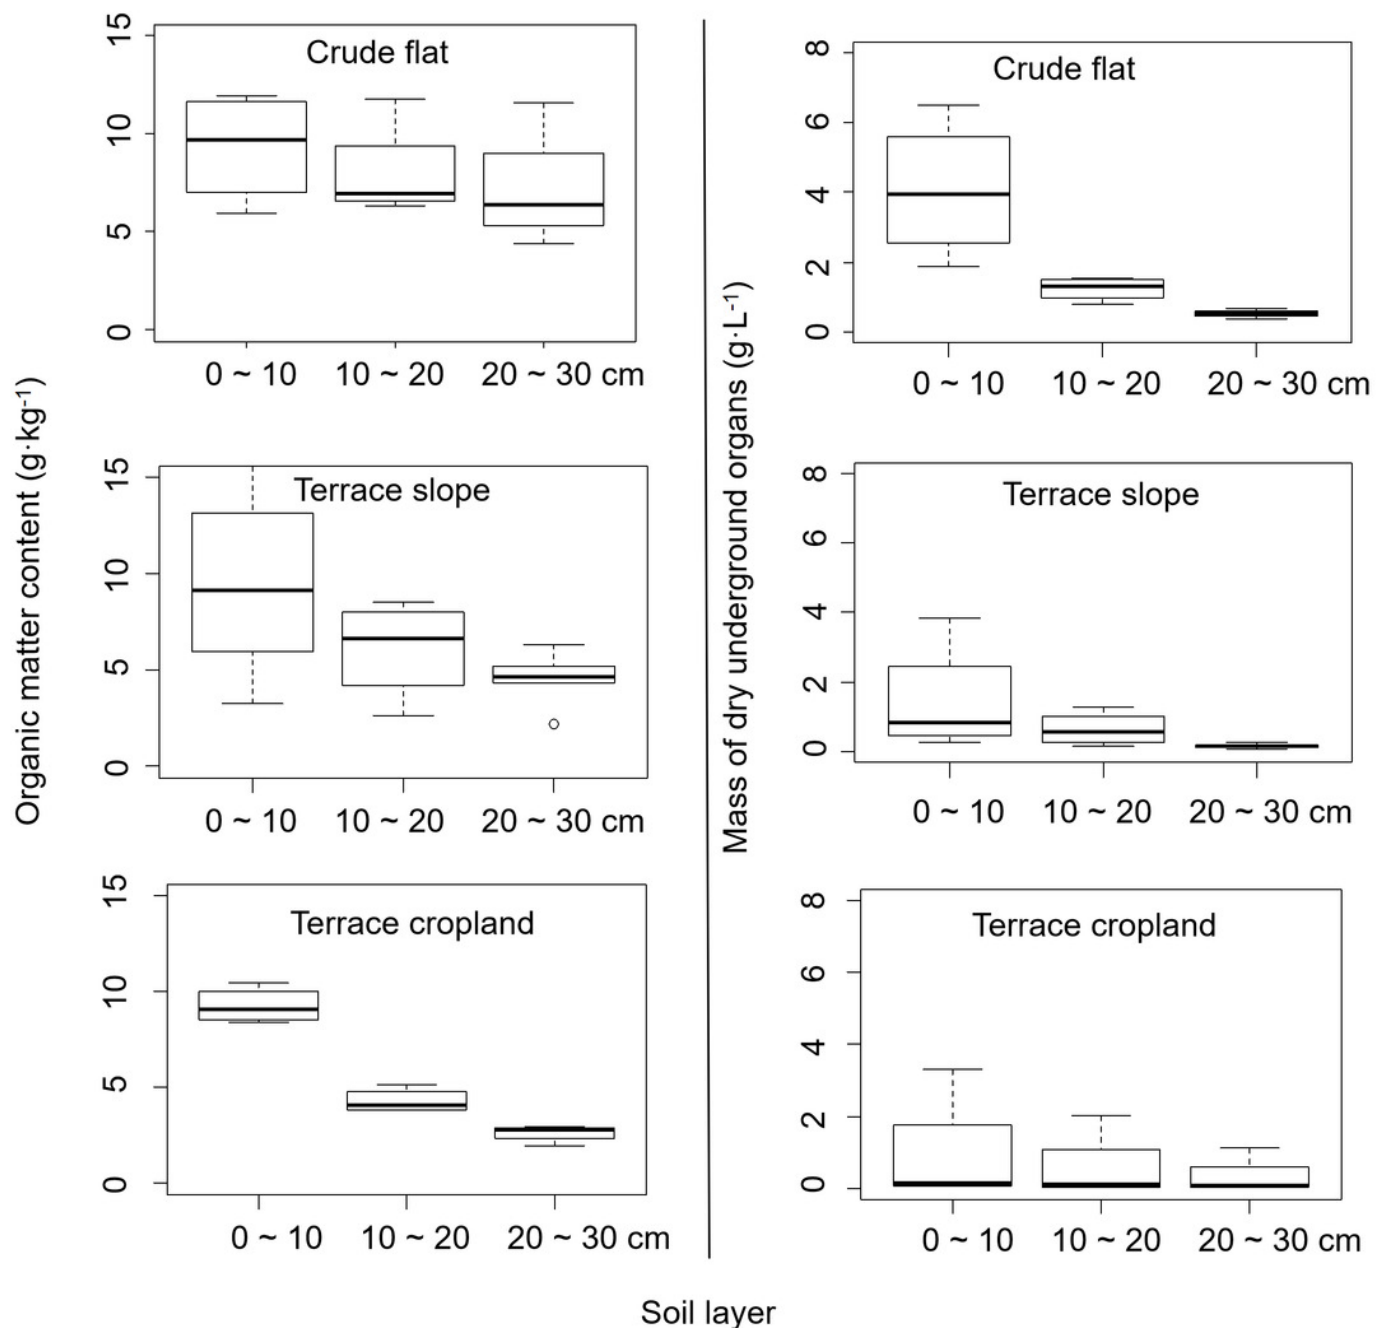 Organic matter content (g·kg-1)
Crude flat
15
10
5
0
0 ~ 10 10 ~ 20 20 ~ 30 cm
Terrace slope
15
10
5
0
0 ~ 10 10 ~ 20 20 ~ 30 cm
Terrace cropland
15
10
5
0
0 ~ 10 10 ~ 20 20 ~ 30 cm
Mass of dry underground organs (g·L-1)
Crude flat
8
6
4
2
0
0 ~ 10 10 ~ 20 20 ~ 30 cm
Terrace slope
8
6
4
2
0
0 ~ 10 10 ~ 20 20 ~ 30 cm
Terrace cropland
8
6
4
2
0
0 ~ 10 10 ~ 20 20 ~ 30 cm
Soil layer